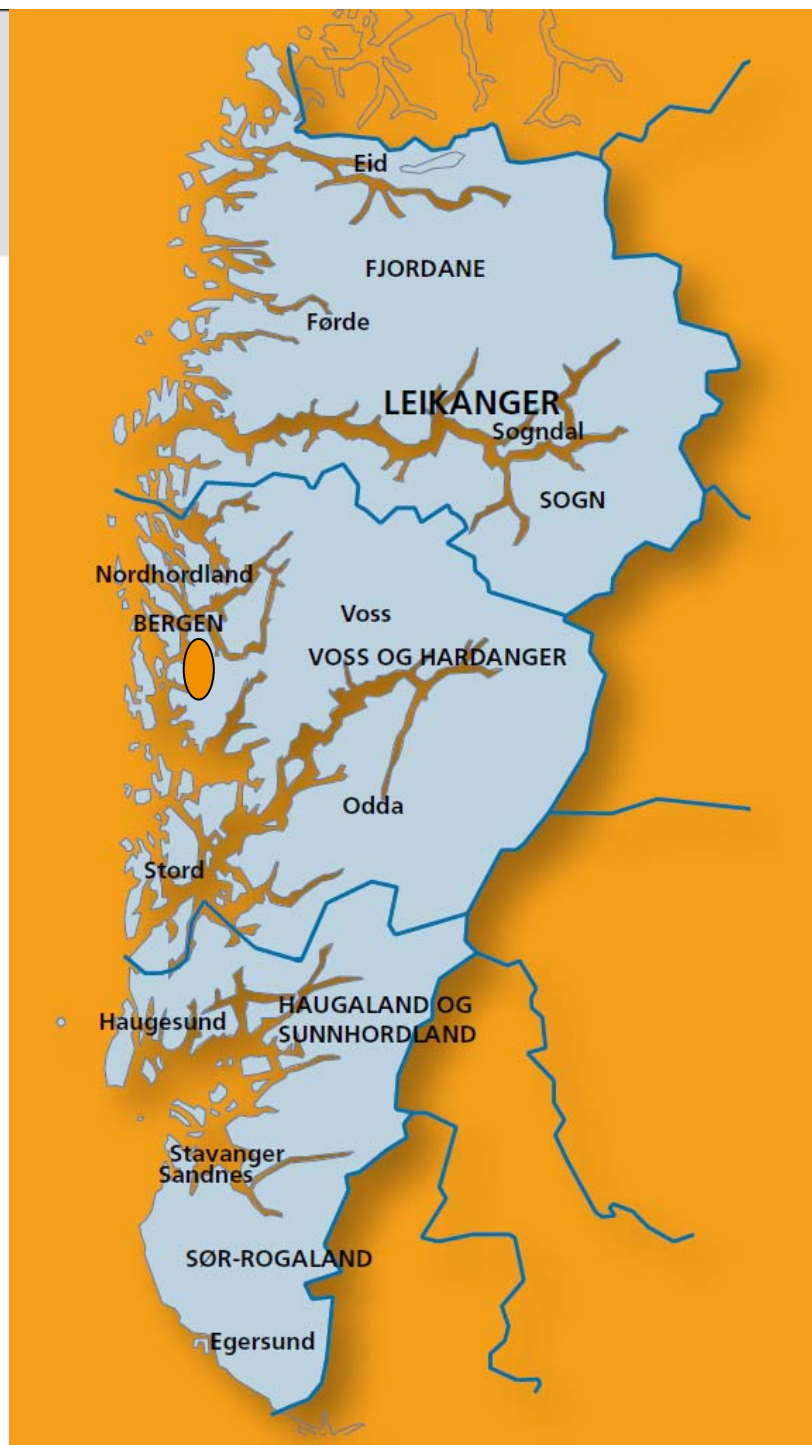 Eid
FJORDANE
Førde
LEIKANGER
Søgndal
SOGN
Nordhordland
BERGEN
Voss
VOSS OG HARDANGER
Odda
Stord
HAUGALAND OG
SUNNHORDLAND
Haugesund
Stavanger
Sandnes
SØR-ROGALAND
Egersund